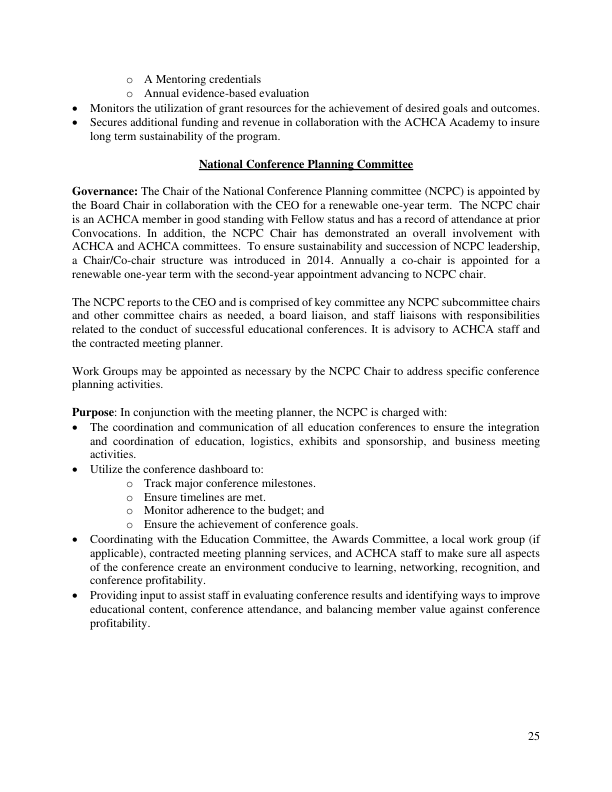 o A Mentoring credentials
o Annual evidence-based evaluation
• Monitors the utilization of grant resources for the achievement of desired goals and outcomes.
• Secures additional funding and revenue in collaboration with the ACHCA Academy to insure
long term sustainability of the program.
National Conference Planning Committee
Governance: The Chair of the National Conference Planning committee (NCPC) is appointed by
the Board Chair in collaboration with the CEO for a renewable one-year term. The NCPC chair
is an ACHCA member in good standing with Fellow status and has a record of attendance at prior
Convocations. In addition, the NCPC Chair has demonstrated an overall involvement with
ACHCA and ACHCA committees. To ensure sustainability and succession of NCPC leadership,
a Chair/Co-chair structure was introduced in 2014. Annually a co-chair is appointed for a
renewable one-year term with the second-year appointment advancing to NCPC chair.
The NCPC reports to the CEO and is comprised of key committee any NCPC subcommittee chairs
and other committee chairs as needed, a board liaison, and staff liaisons with responsibilities
related to the conduct of successful educational conferences. It is advisory to ACHCA staff and
the contracted meeting planner.
Work Groups may be appointed as necessary by the NCPC Chair to address specific conference
planning activities.
Purpose: In conjunction with the meeting planner, the NCPC is charged with:
• The coordination and communication of all education conferences to ensure the integration
and coordination of education, logistics, exhibits and sponsorship, and business meeting
activities.
• Utilize the conference dashboard to:
o Track major conference milestones.
o Ensure timelines are met.
o Monitor adherence to the budget; and
o Ensure the achievement of conference goals.
• Coordinating with the Education Committee, the Awards Committee, a local work group (if
applicable), contracted meeting planning services, and ACHCA staff to make sure all aspects
of the conference create an environment conducive to learning, networking, recognition, and
conference profitability.
• Providing input to assist staff in evaluating conference results and identifying ways to improve
educational content, conference attendance, and balancing member value against conference
profitability.
25